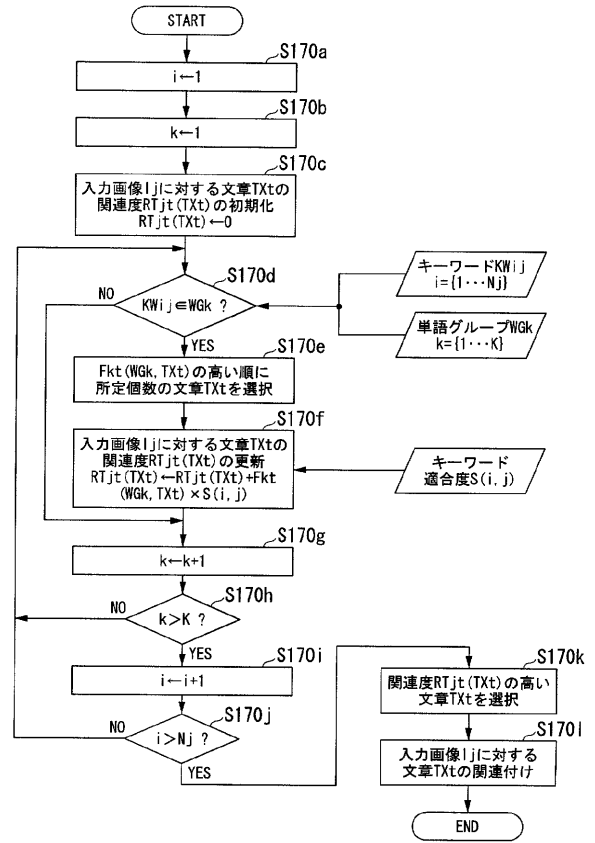 START
S170a
i←1
S170b
k←1
S170c
入力画像Ijに対する文章TXtの
関連度RTjt(TXt)の初期化
RTjt(TXt)←0
S170d
NO
KWij∈WGk ?
YES
キーワードKWij
i={1···Nj}
単語グループWGk
k={1···K}
S170e
Fkt(WGk,TXt)の高い順に
所定個数の文章TXtを選択
S170f
入力画像Ijに対する文章TXtの
関連度RTjt(TXt)の更新
RTjt(TXt)←RTjt(TXt)+Fkt
(WGk,TXt)×S(i,j)
キーワード
適合度S(i,j)
S170g
k←k+1
S170h
NO
k>K ?
YES
S170i
i←i+1
S170j
NO
i>Nj ?
YES
S170k
関連度RTjt(TXt)の高い
文章TXtを選択
S170l
入力画像Ijに対する
文章TXtの関連付け
END